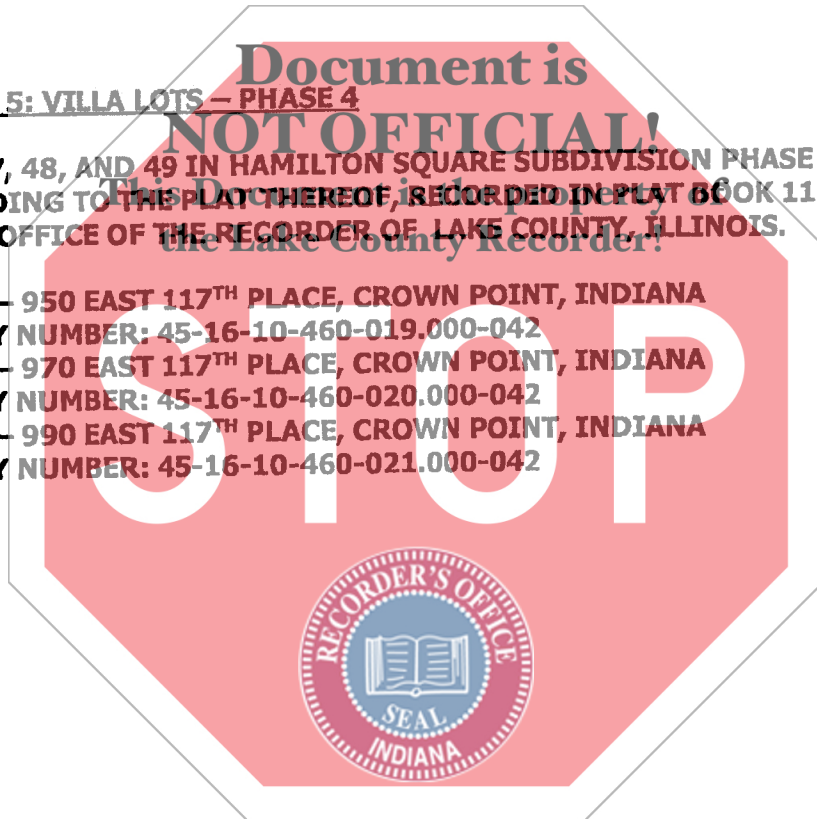 Document is
5: VILLA LOTS – PHASE 4
NOT OFFICIAL!
, 48, AND 49 IN HAMILTON SQUARE SUBDIVISION PHASE
This Document is the property of
DING TO THE PLAT THEREOF, RECORDED IN PLAT BOOK 11
the Lake County Recorder!
OFFICE OF THE RECORDER OF LAKE COUNTY, ILLINOIS.
- 950 EAST 117TH PLACE, CROWN POINT, INDIANA
Y NUMBER: 45-16-10-460-019.000-042
- 970 EAST 117TH PLACE, CROWN POINT, INDIANA
Y NUMBER: 45-16-10-460-020.000-042
- 990 EAST 117TH PLACE, CROWN POINT, INDIANA
Y NUMBER: 45-16-10-460-021.000-042
STOP
RECORDER'S OFFICE
SEAL
INDIANA